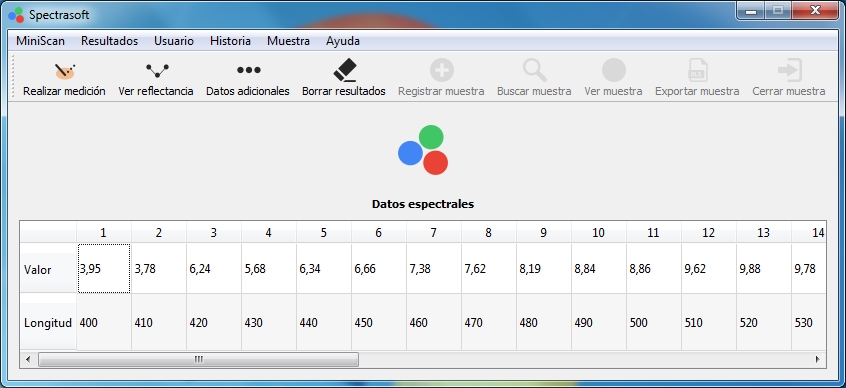 Spectrasoft
MiniScan Resultados Usuario Historia Muestra Ayuda
Realizar medición Ver reflectancia Datos adicionales Borrar resultados Registrar muestra Buscar muestra Ver muestra Exportar muestra Cerrar muestra
Datos espectrales
1 2 3 4 5 6 7 8 9 10 11 12 13 14
Valor 3,95 3,78 6,24 5,68 6,34 6,66 7,38 7,62 8,19 8,84 8,86 9,62 9,88 9,78
Longitud 400 410 420 430 440 450 460 470 480 490 500 510 520 530